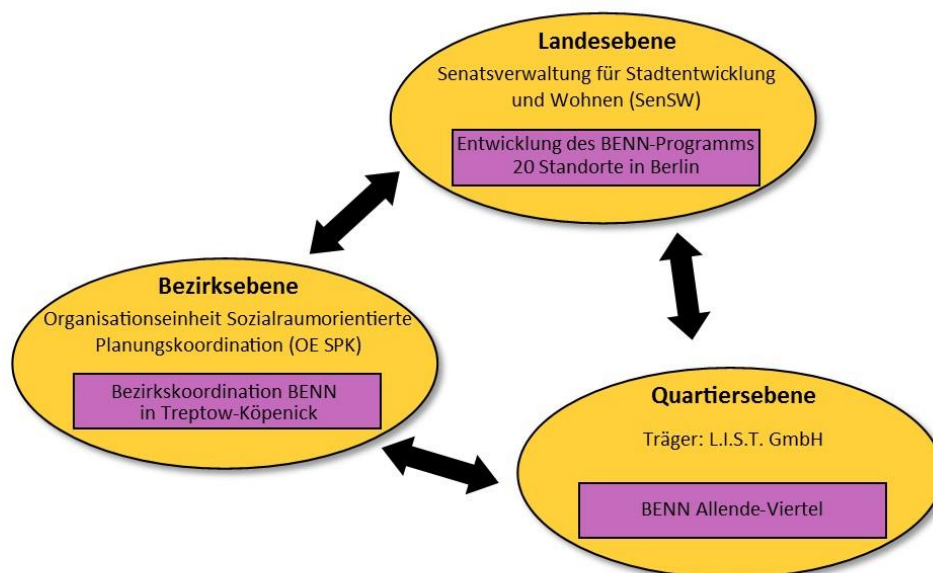 Landesebene
Senatsverwaltung für Stadtentwicklung
und Wohnen (SenSW)
Entwicklung des BENN-Programms
20 Standorte in Berlin
Bezirksebene
Organisationseinheit Sozialraumorientierte
Planungskoordination (OE SPK)
Bezirkskoordination BENN
in Treptow-Köpenick
Quartiersebene
Träger: L.I.S.T. GmbH
BENN Allende-Viertel